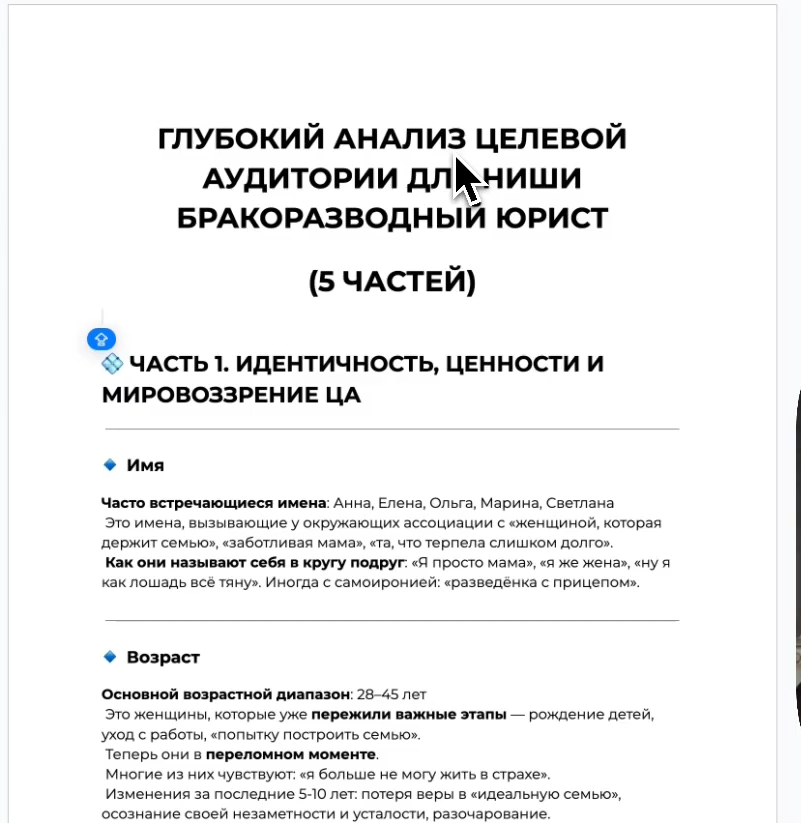 ГЛУБОКИЙ АНАЛИЗ ЦЕЛЕВОЙ
АУДИТОРИИ НИШИ
БРАКОРАЗВОДНЫЙ ЮРИСТ
(5 ЧАСТЕЙ)
ЧАСТЬ 1. ИДЕНТИЧНОСТЬ, ЦЕННОСТИ И
МИРОВОЗЗРЕНИЕ ЦА
Имя
Часто встречающиеся имена: Анна, Елена, Ольга, Марина, Светлана
Это имена, вызывающие у окружающих ассоциации с «женщиной, которая
держит семью», «заботливая мама», «та, что терпела слишком долго».
Как они называют себя в кругу подруг: «Я просто мама», «я же жена», «ну я
как лошадь всё тяну». Иногда с самоиронией: «разведёнка с прицепом».
Возраст
Основной возрастной диапазон: 28–45 лет
Это женщины, которые уже пережили важные этапы — рождение детей,
уход с работы, «попытку построить семью».
Теперь они в переломном моменте.
Многие из них чувствуют: «я больше не могу жить в страхе».
Изменения за последние 5-10 лет: потеря веры в «идеальную семью»,
осознание своей незаметности и усталости, разочарование.